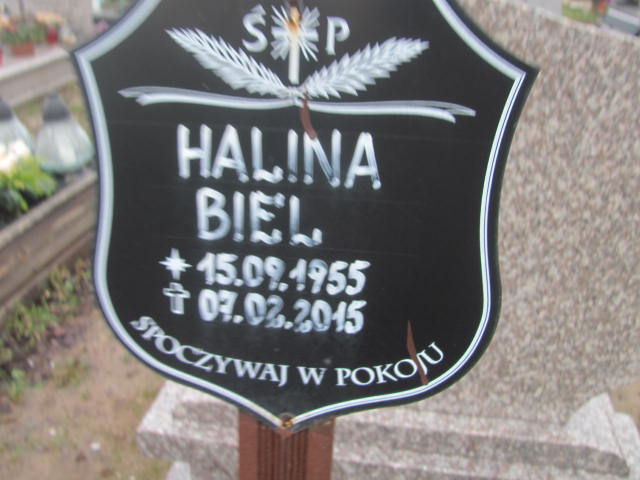 Ś P
HALINA
BIEL
15.09.1955
07.02.2015
SPOCZYWAJ W POKOJU